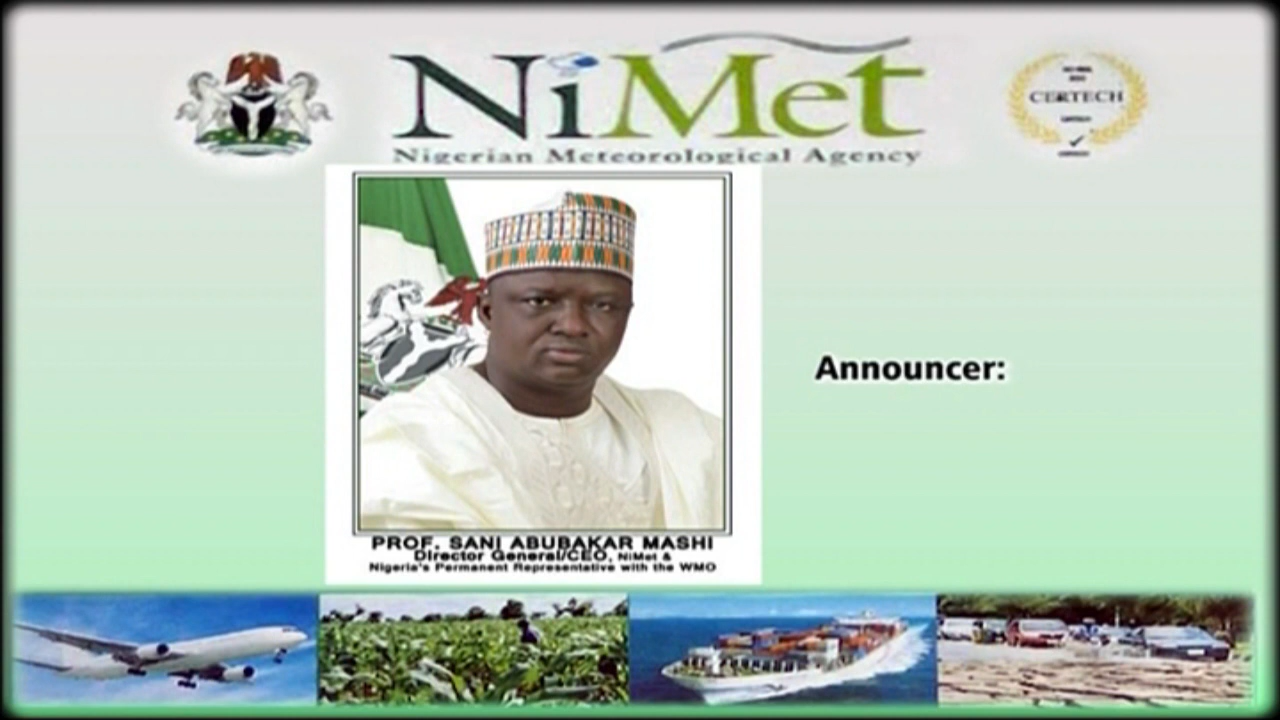 NiMet
Nigerian Meteorological Agency
CERTECH
PROF. SANI ABUBAKAR MASHI
Director General/CEO, NiMet &
Nigeria's Permanent Representative with the WMO
Announcer: